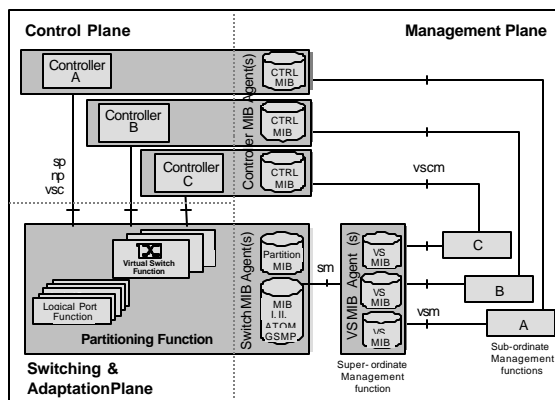 Control Plane
Management Plane
Controller
A
CTRL
MIB
Controller
B
CTRL
MIB
Controller
C
CTRL
MIB
Controller MIB Agent(s)
sp
np
vsc
vscm
Virtual Switch
Function
Logical Port
Function
Partitioning Function
Switch MIB Agent(s)
Partition
MIB
MIB
I, II,
ATOM
GSMP
sm
VS MIB Agent (s)
VS
MIB
VS
MIB
VS
MIB
vsm
C
B
A
Switching &
AdaptationPlane
Super- ordinate
Management
function
Sub-ordinate
Management
functions